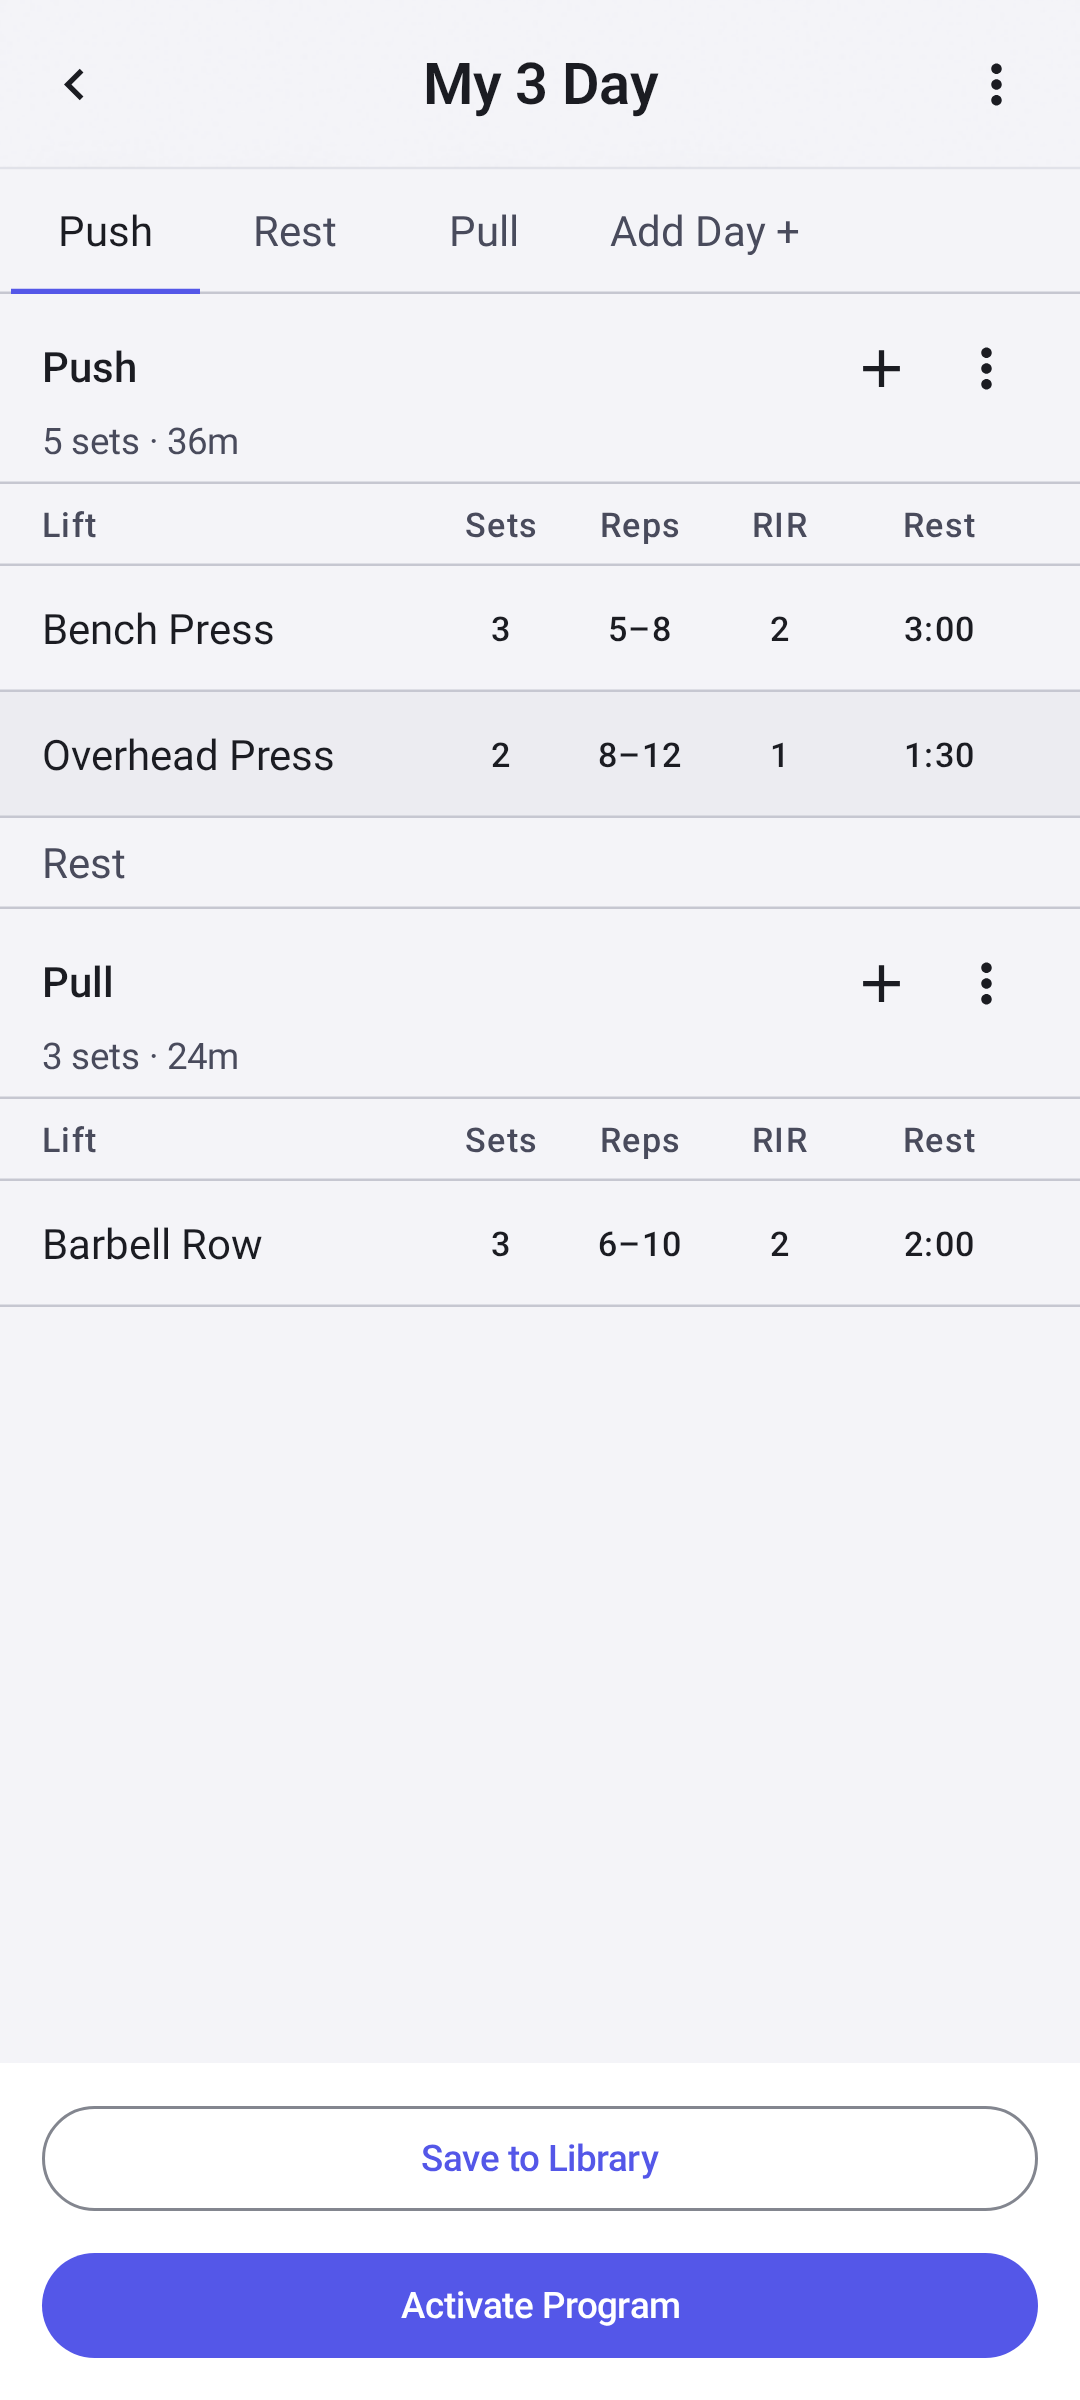 My 3 Day
Push Rest Pull Add Day +
Push
5 sets · 36m
Lift Sets Reps RIR Rest
Bench Press 3 5–8 2 3:00
Overhead Press 2 8–12 1 1:30
Rest
Pull
3 sets · 24m
Lift Sets Reps RIR Rest
Barbell Row 3 6–10 2 2:00
Save to Library
Activate Program